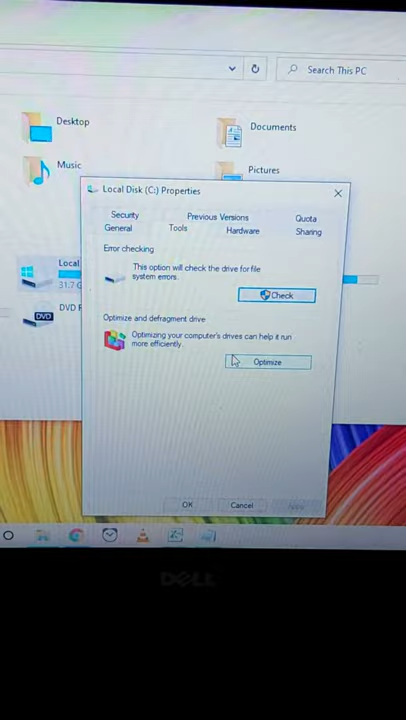 Search This PC
Desktop
Documents
Music
Pictures
Local Disk (C:) Properties
Security
Previous Versions
Quota
General
Tools
Hardware
Sharing
Error checking
This option will check the drive for file
system errors.
Check
Optimize and defragment drive
Optimizing your computer's drives can help it run
more efficiently.
Optimize
Local
31.7 G
DVD
DVD F
OK
Cancel
Apply
DELL